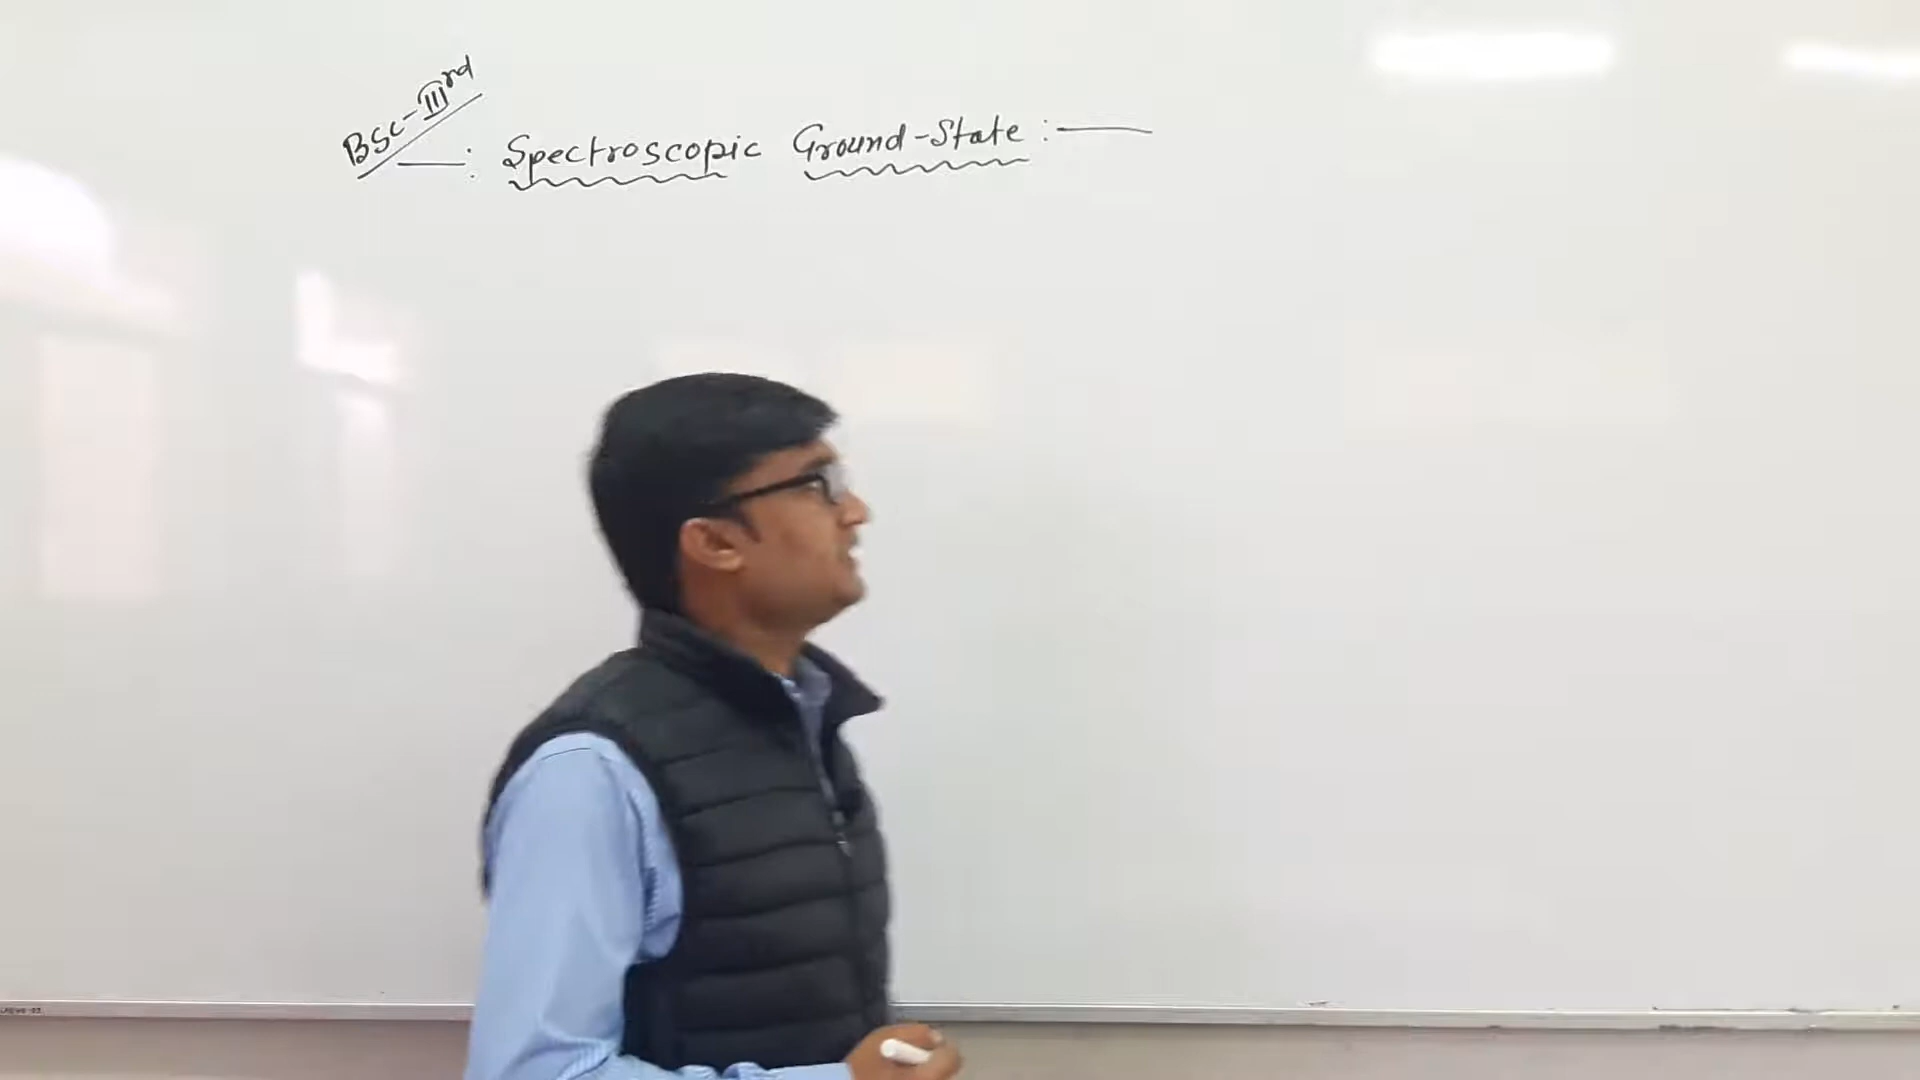 BSc-IIIrd
—: Spectroscopic Ground-State :—